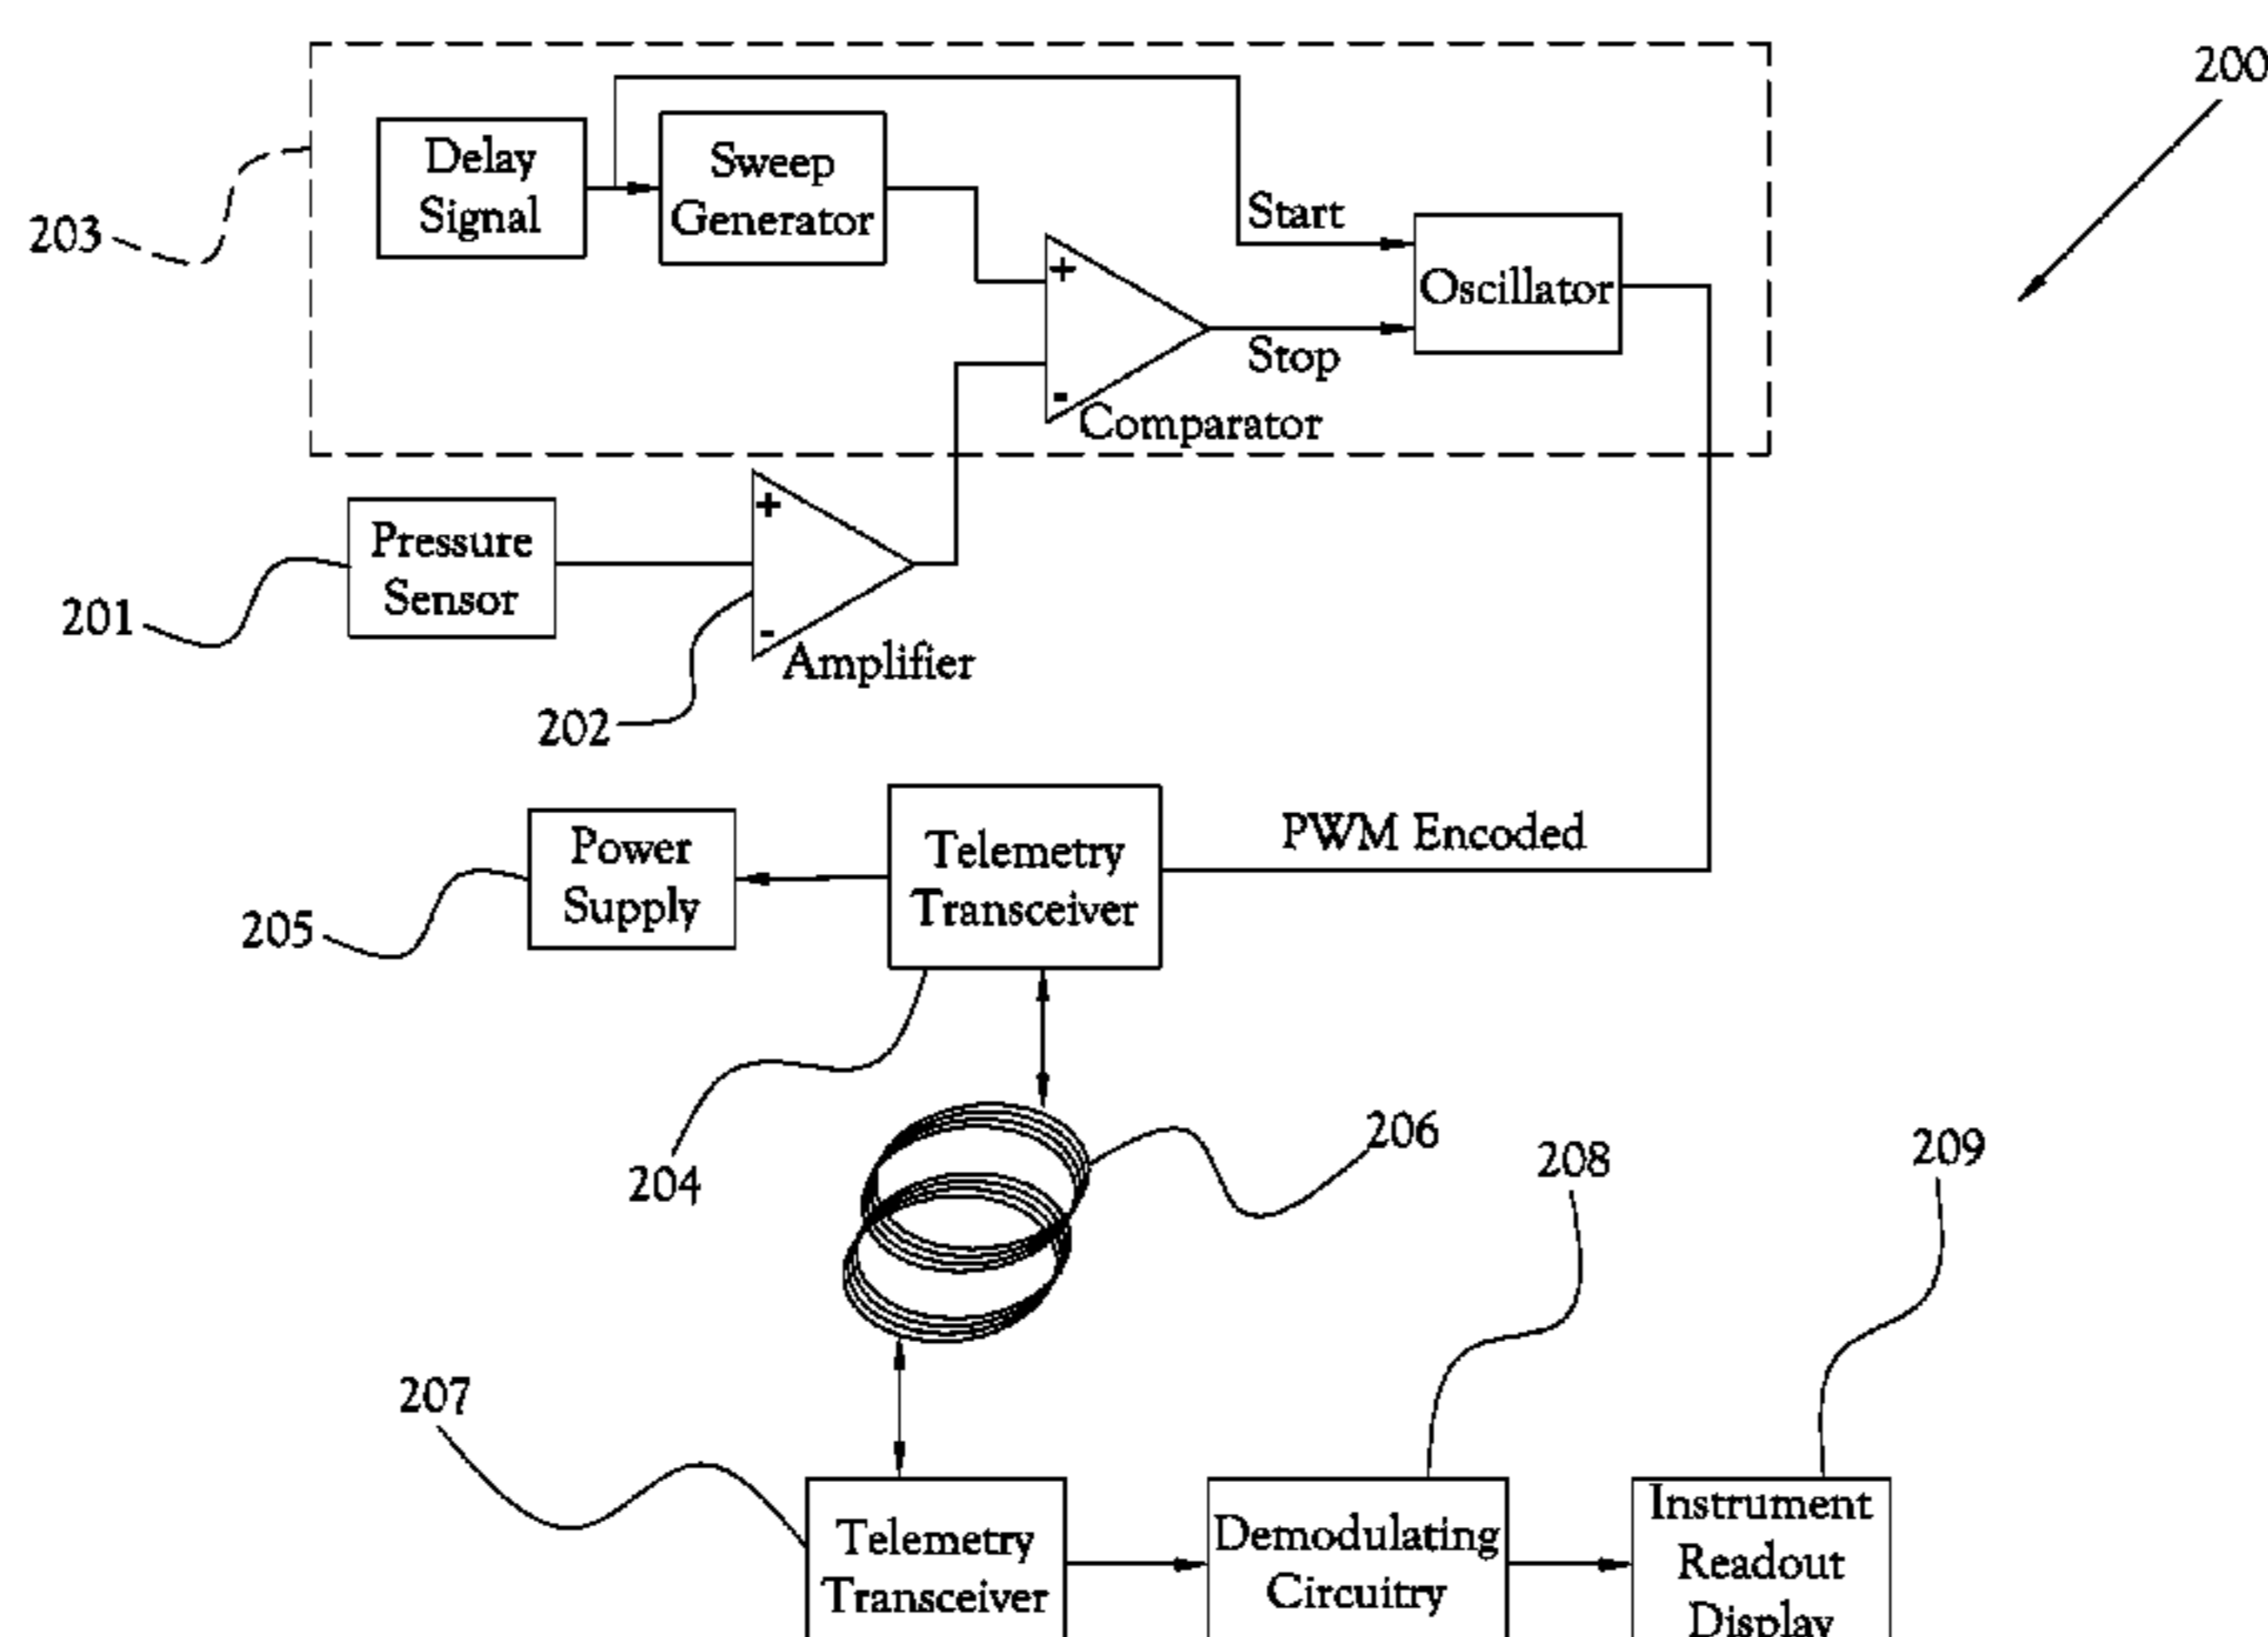 200
Delay
Signal
Sweep
Generator
203
Start
+
Oscillator
Stop
-
Comparator
Pressure
Sensor
+
201
-
Amplifier
202
Power
Supply
Telemetry
Transceiver
PWM Encoded
205
206
208
209
204
207
Telemetry
Transceiver
Demodulating
Circuitry
Instrument
Readout
Display